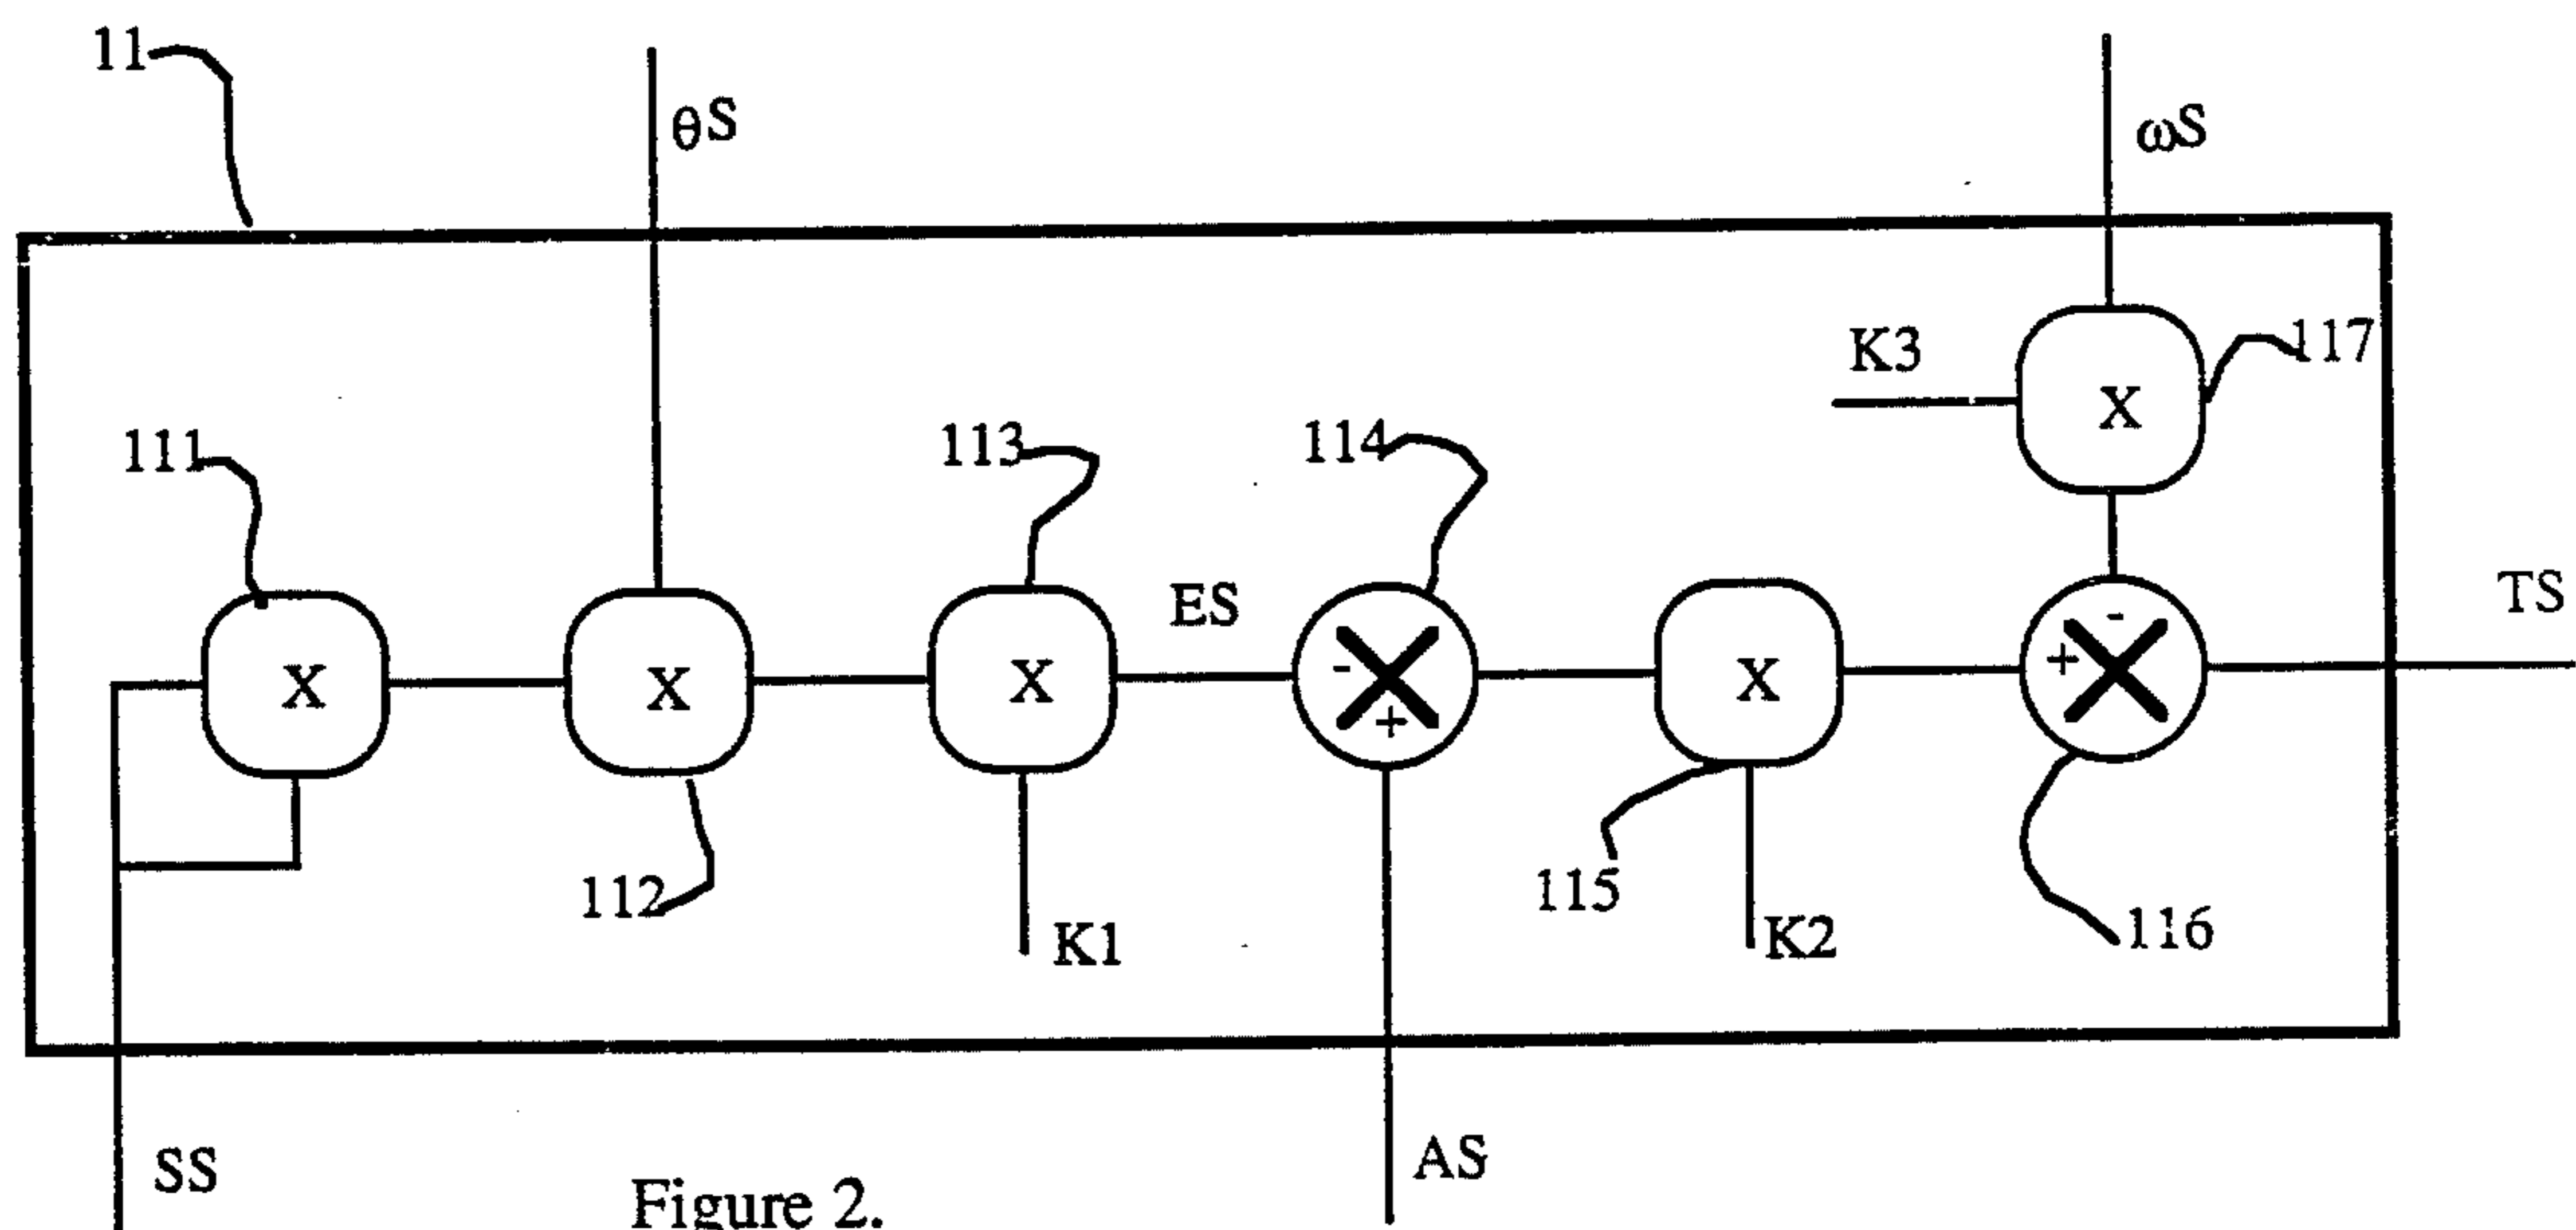 11
θS
ωS
K3
117
111
113
114
ES
TS
X
X
X
X
X
-
+
+
-
112
K1
115
K2
116
SS
AS
Figure 2.